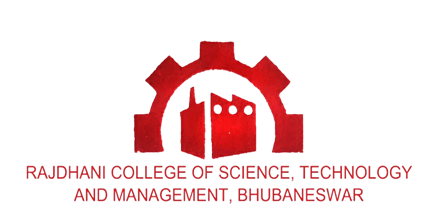 RAJDHANI COLLEGE OF SCIENCE, TECHNOLOGY
AND MANAGEMENT, BHUBANESWAR